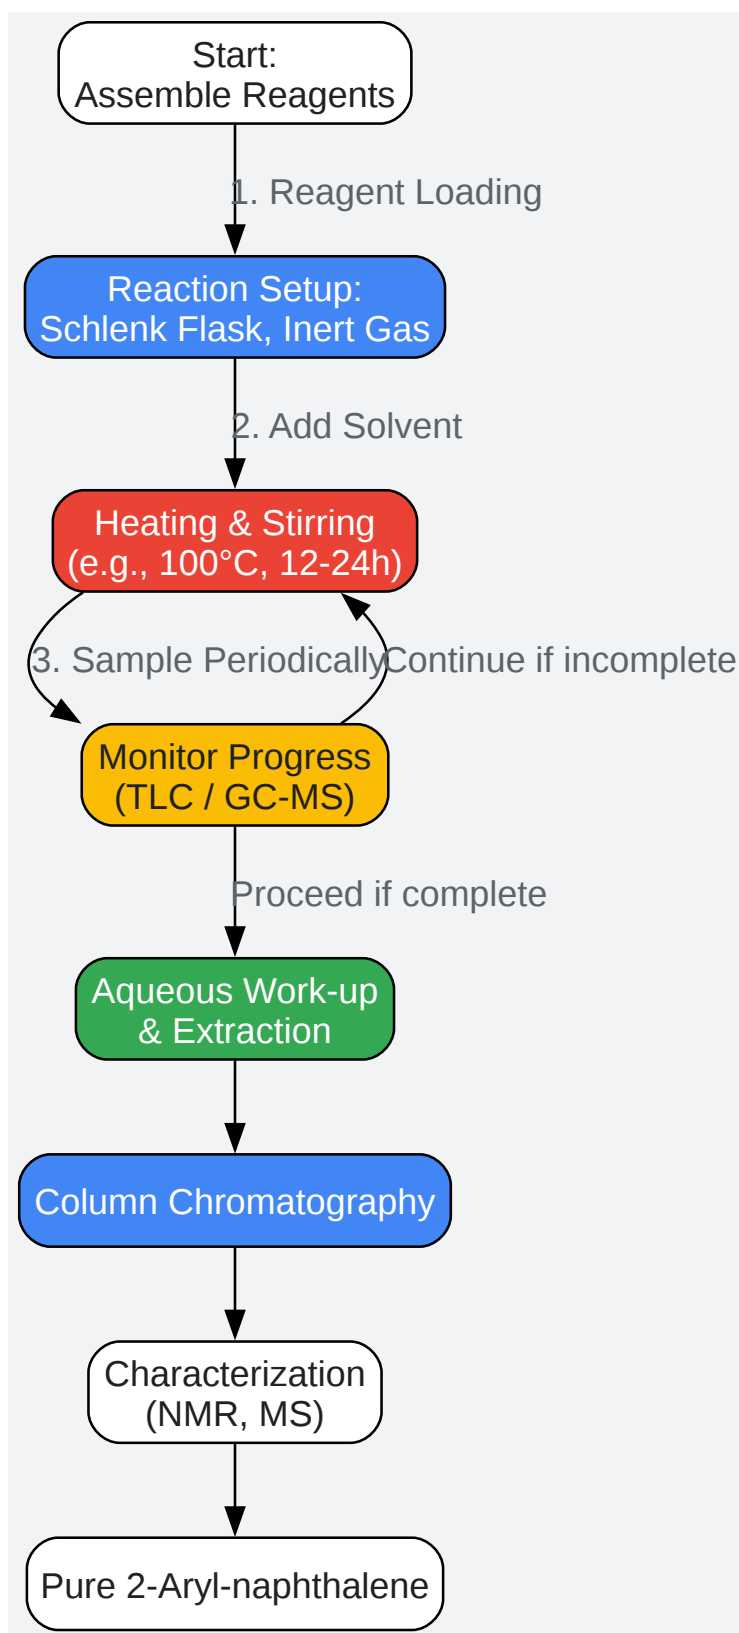 Start:
Assemble Reagents
1. Reagent Loading
Reaction Setup:
Schlenk Flask, Inert Gas
2. Add Solvent
Heating & Stirring
(e.g., 100°C, 12-24h)
3. Sample Periodically
Continue if incomplete
Monitor Progress
(TLC / GC-MS)
Proceed if complete
Aqueous Work-up
& Extraction
Column Chromatography
Characterization
(NMR, MS)
Pure 2-Aryl-naphthalene